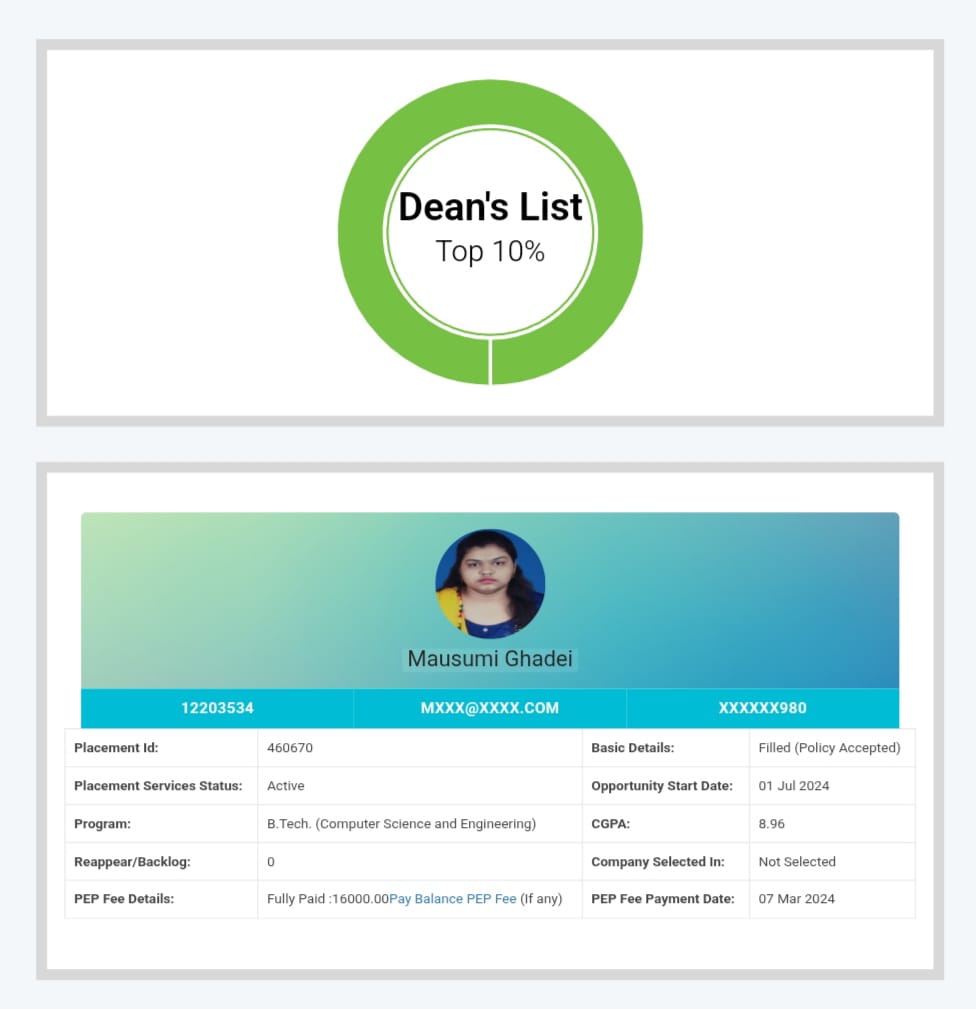 Dean's List
Top 10%
Mausumi Ghadei
12203534 MXXX@XXXX.COM XXXXXX980
Placement Id: 460670 Basic Details: Filled (Policy Accepted)
Placement Services Status: Active Opportunity Start Date: 01 Jul 2024
Program: B.Tech. (Computer Science and Engineering) CGPA: 8.96
Reappear/Backlog: 0 Company Selected In: Not Selected
PEP Fee Details: Fully Paid :16000.00Pay Balance PEP Fee (If any) PEP Fee Payment Date: 07 Mar 2024